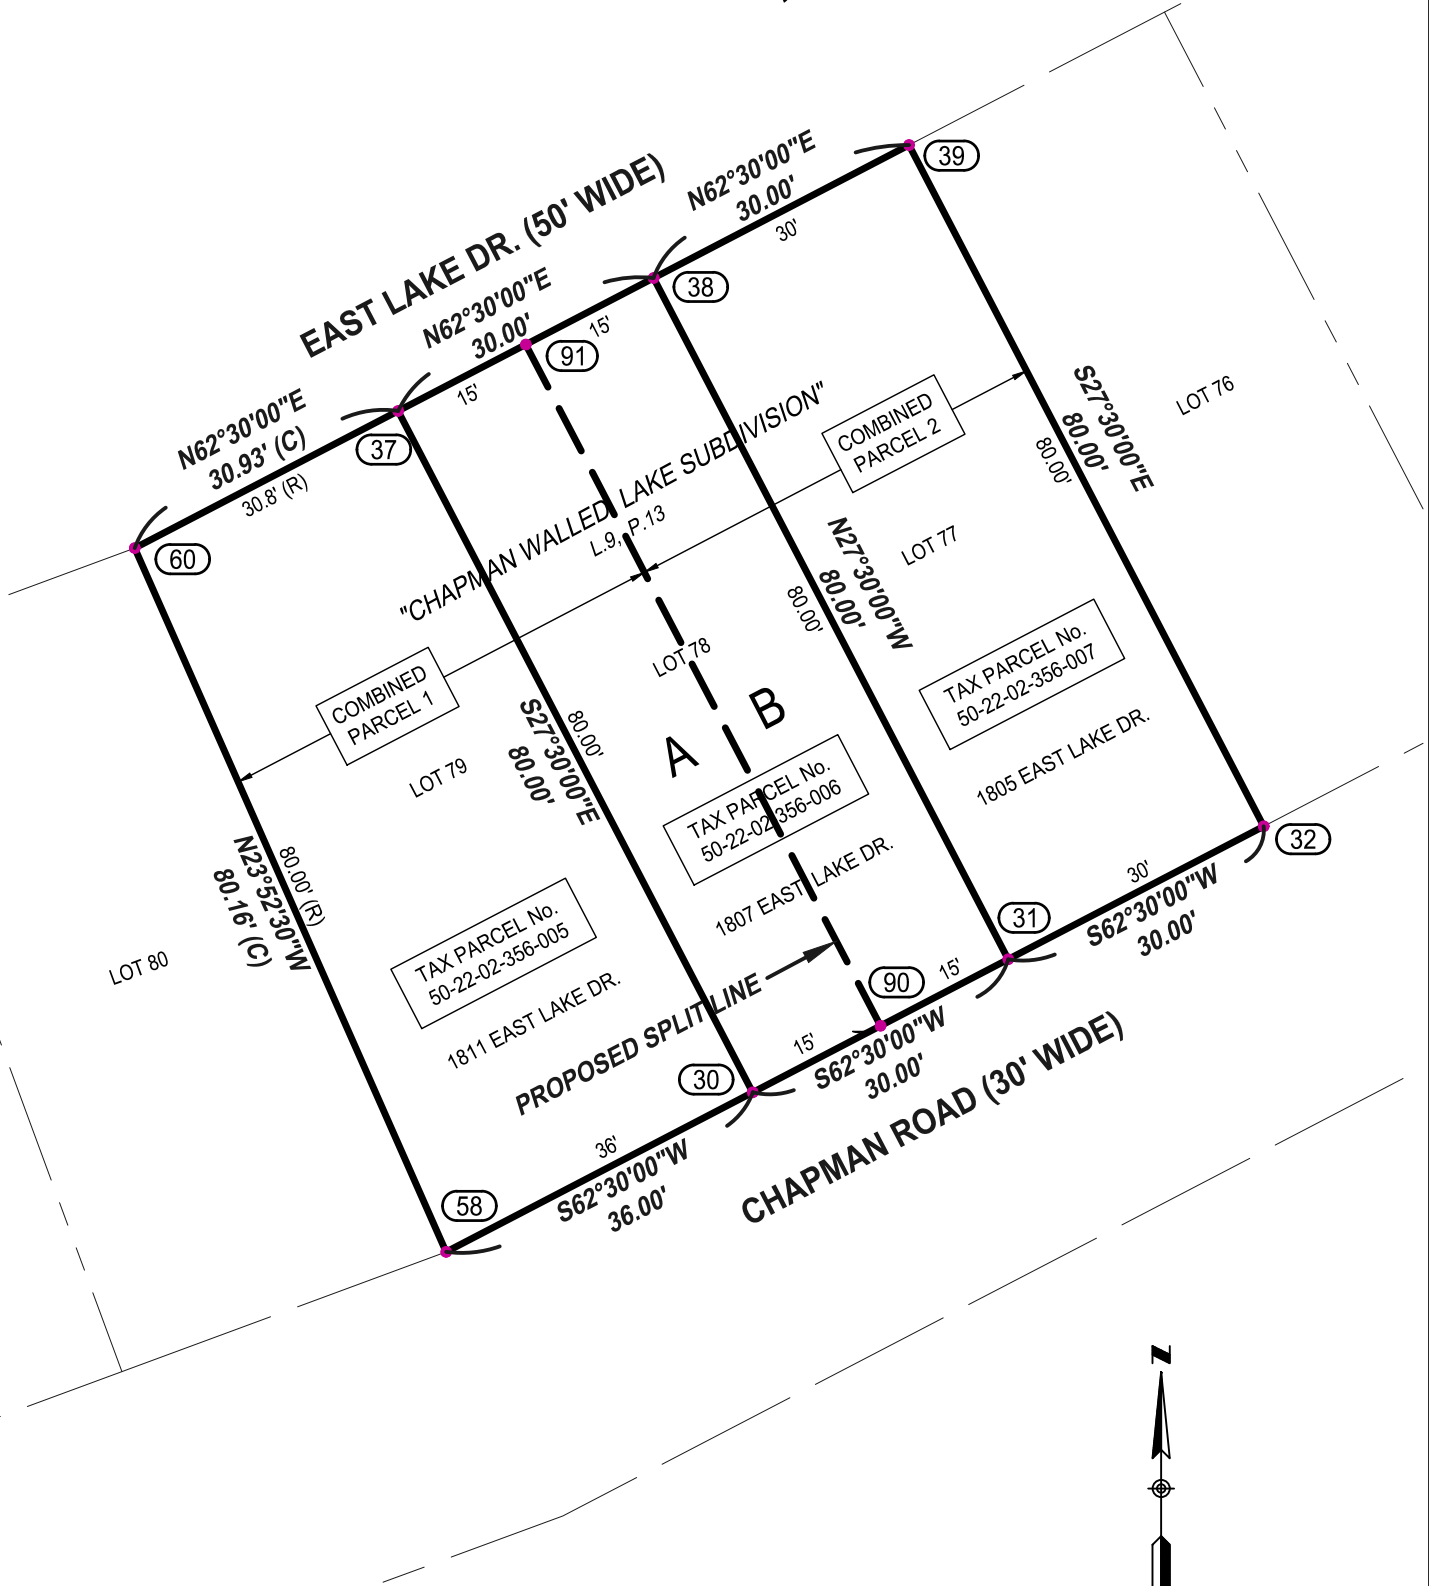 N62°30'00"E
30.00'
30'
39
EAST LAKE DR. (50' WIDE)
N62°30'00"E
30.00'
15'
15'
38
91
N62°30'00"E
30.93' (C)
30.8' (R)
37
60
"CHAPMAN WALLED LAKE SUBDIVISION"
L.9, P.13
COMBINED
PARCEL 2
S27°30'00"E
80.00'
80.00'
LOT 76
N27°30'00"W
80.00'
80.00'
LOT 77
COMBINED
PARCEL 1
LOT 78
TAX PARCEL No.
50-22-02-356-007
1805 EAST LAKE DR.
A
B
S27°30'00"E
80.00'
80.00'
LOT 79
TAX PARCEL No.
50-22-02-356-006
1807 EAST LAKE DR.
N23°52'30"W
80.16' (C)
80.00' (R)
LOT 80
TAX PARCEL No.
50-22-02-356-005
1811 EAST LAKE DR.
PROPOSED SPLIT LINE
32
30'
S62°30'00"W
30.00'
31
15'
90
15'
S62°30'00"W
30.00'
30
36'
S62°30'00"W
36.00'
58
CHAPMAN ROAD (30' WIDE)
N